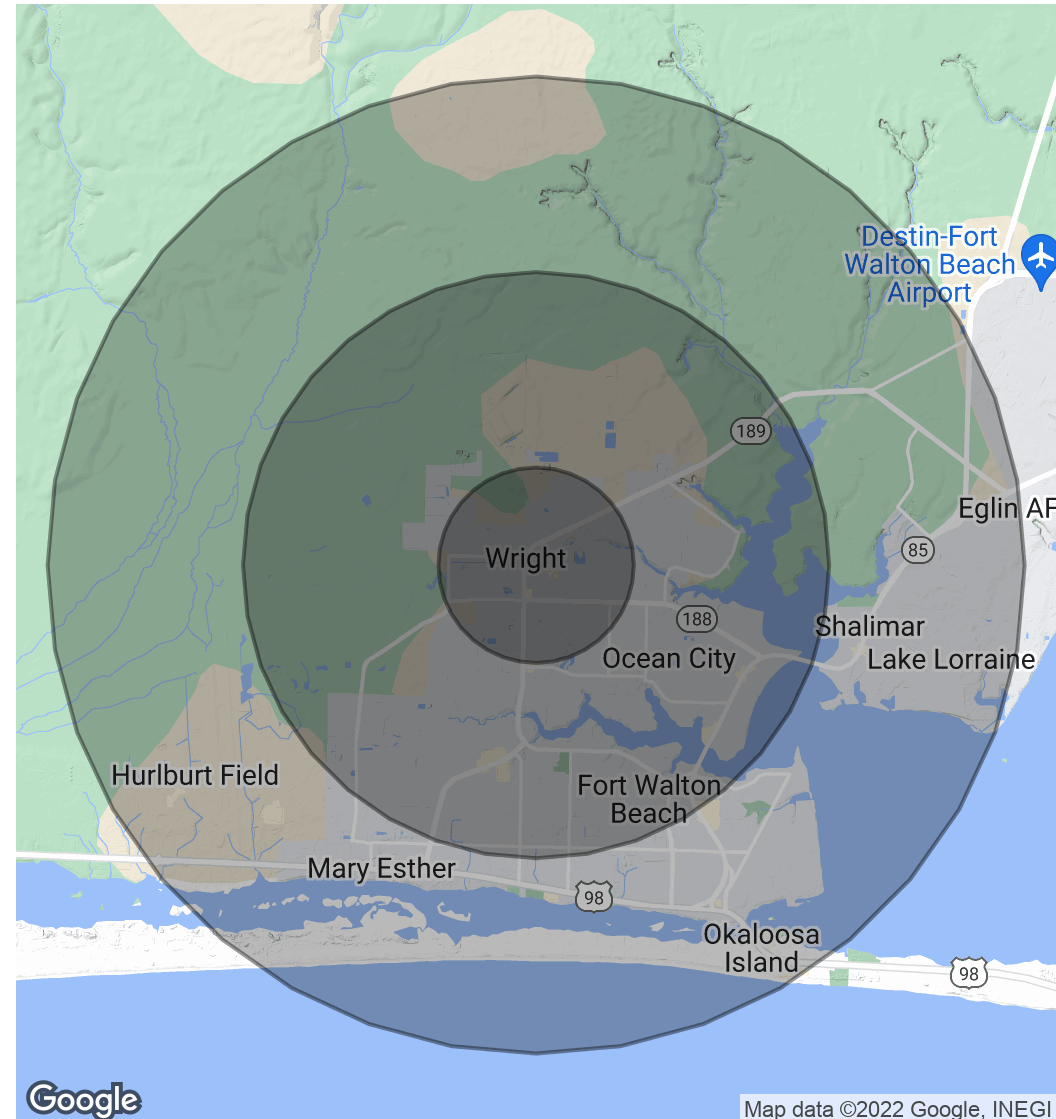 Destin-Fort
Walton Beach
Airport
189
Eglin AF
Wright
85
188
Shalimar
Ocean City
Lake Lorraine
Hurlburt Field
Fort Walton
Beach
Mary Esther
98
Okaloosa
Island
98
Google
Map data ©2022 Google, INEGI